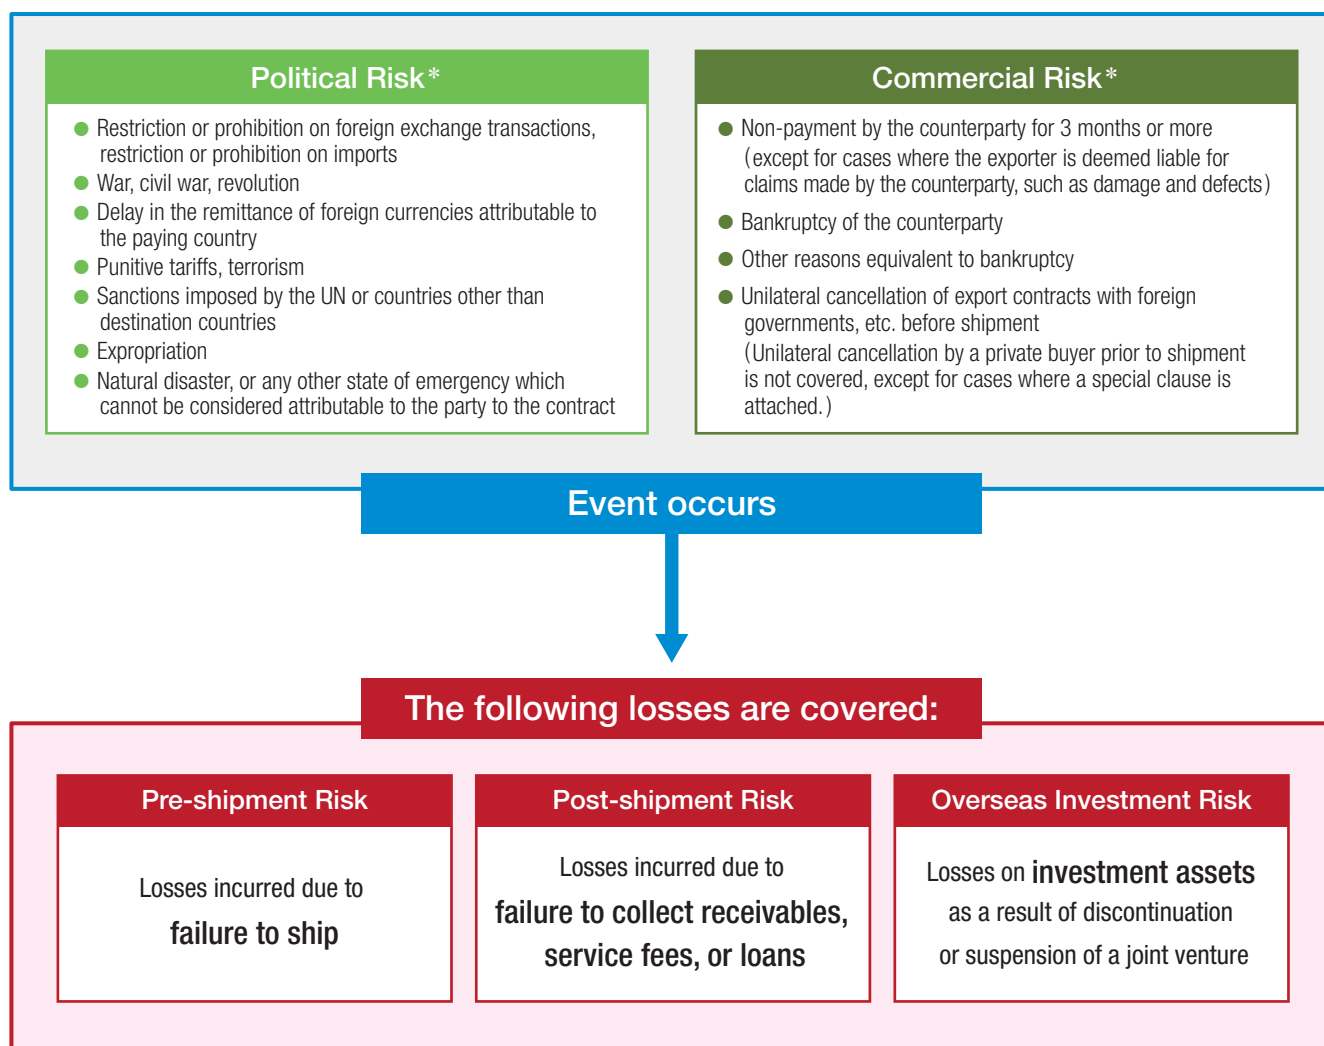 Political Risk*
● Restriction or prohibition on foreign exchange transactions,
restriction or prohibition on imports
● War, civil war, revolution
● Delay in the remittance of foreign currencies attributable to
the paying country
● Punitive tariffs, terrorism
● Sanctions imposed by the UN or countries other than
destination countries
● Expropriation
● Natural disaster, or any other state of emergency which
cannot be considered attributable to the party to the contract
Commercial Risk*
● Non-payment by the counterparty for 3 months or more
(except for cases where the exporter is deemed liable for
claims made by the counterparty, such as damage and defects)
● Bankruptcy of the counterparty
● Other reasons equivalent to bankruptcy
● Unilateral cancellation of export contracts with foreign
governments, etc. before shipment
(Unilateral cancellation by a private buyer prior to shipment
is not covered, except for cases where a special clause is
attached.)
Event occurs
The following losses are covered:
Pre-shipment Risk
Losses incurred due to
failure to ship
Post-shipment Risk
Losses incurred due to
failure to collect receivables,
service fees, or loans
Overseas Investment Risk
Losses on investment assets
as a result of discontinuation
or suspension of a joint venture